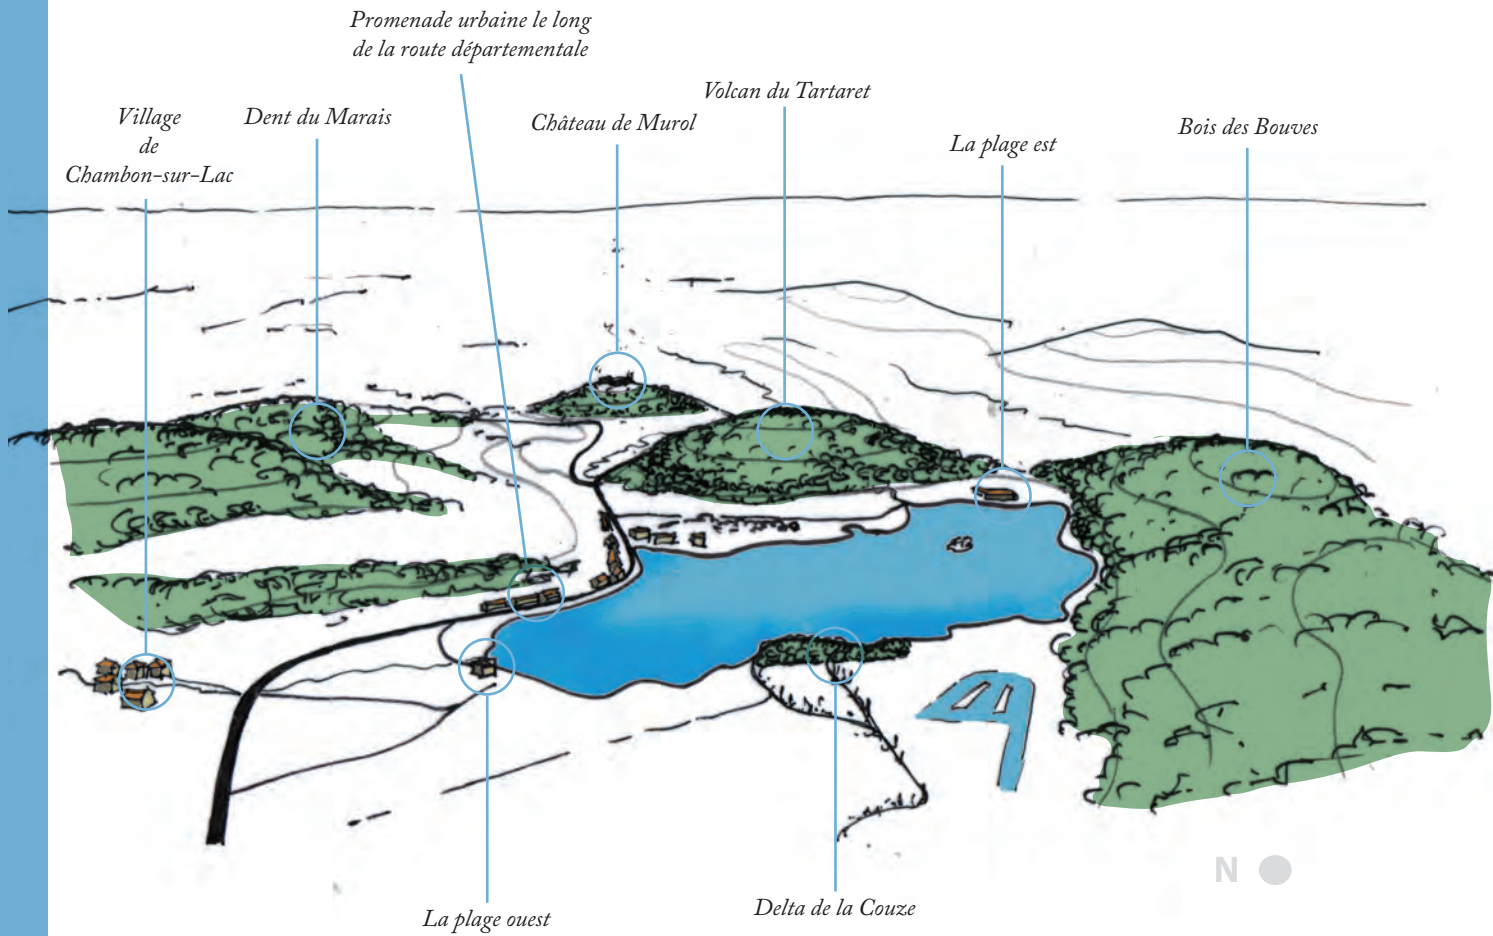 Promenade urbaine le long
de la route départementale
Volcan du Tartaret
Village
de
Chambon-sur-Lac
Dent du Marais
Château de Murol
La plage est
Bois des Bouves
N
La plage ouest
Delta de la Couze